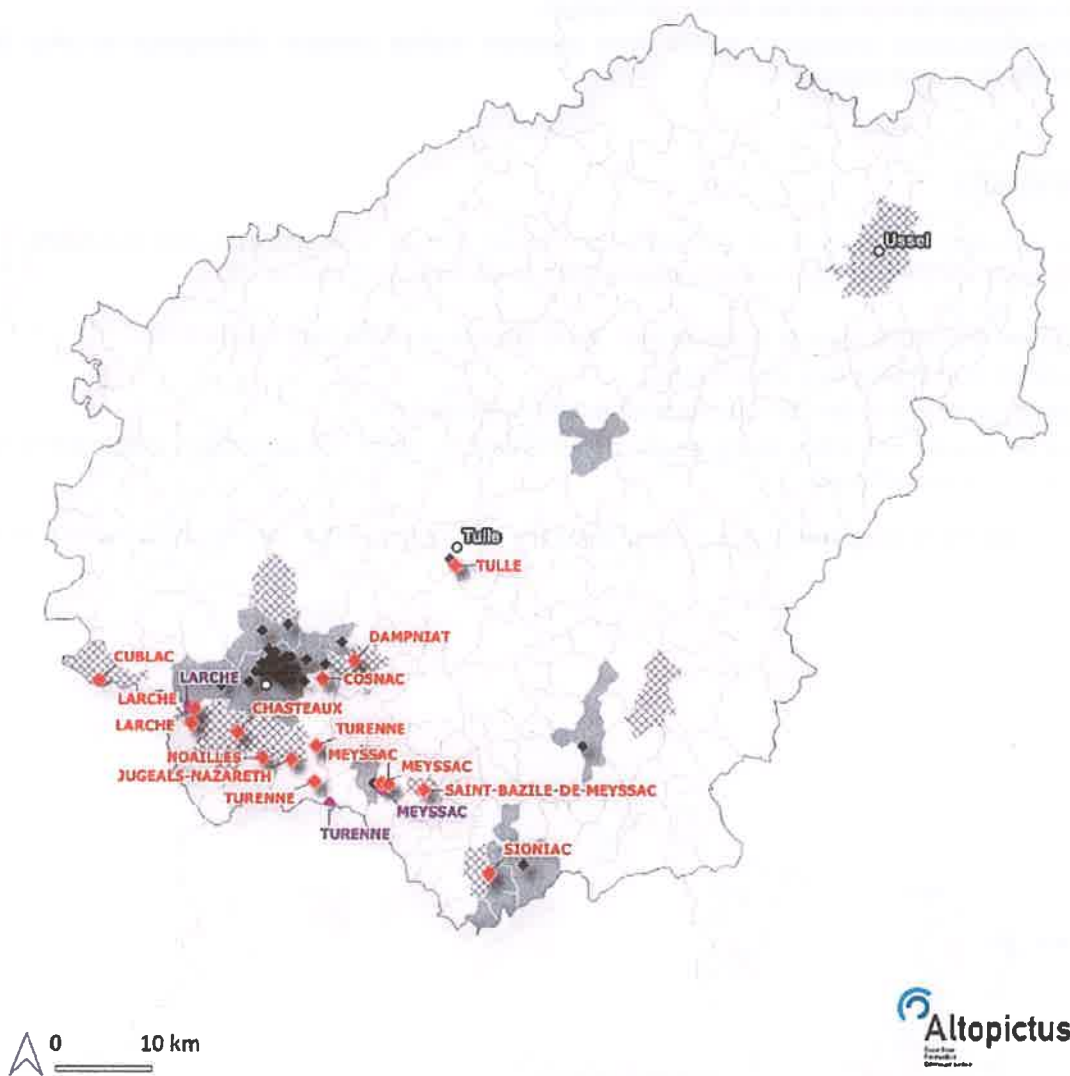 Ussel
Tulle
TULLE
DAMPNIAT
CUBLAC
LARCHE
COSNAC
LARCHE
CHASTEAUX
LARCHE
TURENNE
NOAILLES
MEYSSAC
MEYSSAC
JUGEALS-NAZARETH
SAINT-BAZILE-DE-MEYSSAC
TURENNE
MEYSSAC
TURENNE
SIONIAC
Altopictus
0 10 km